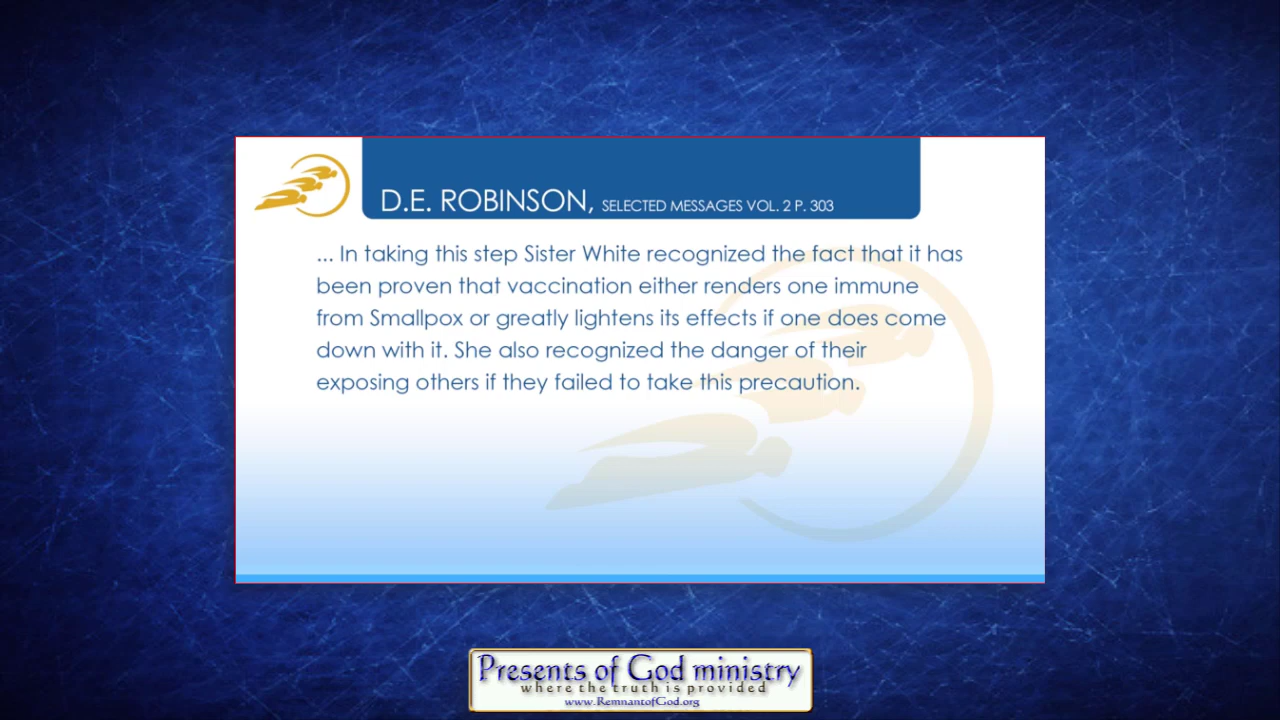 D.E. ROBINSON, SELECTED MESSAGES VOL. 2 P. 303
... In taking this step Sister White recognized the fact that it has
been proven that vaccination either renders one immune
from Smallpox or greatly lightens its effects if one does come
down with it. She also recognized the danger of their
exposing others if they failed to take this precaution.
Presents of God ministry
where the truth is provided
www.RemnantofGod.org